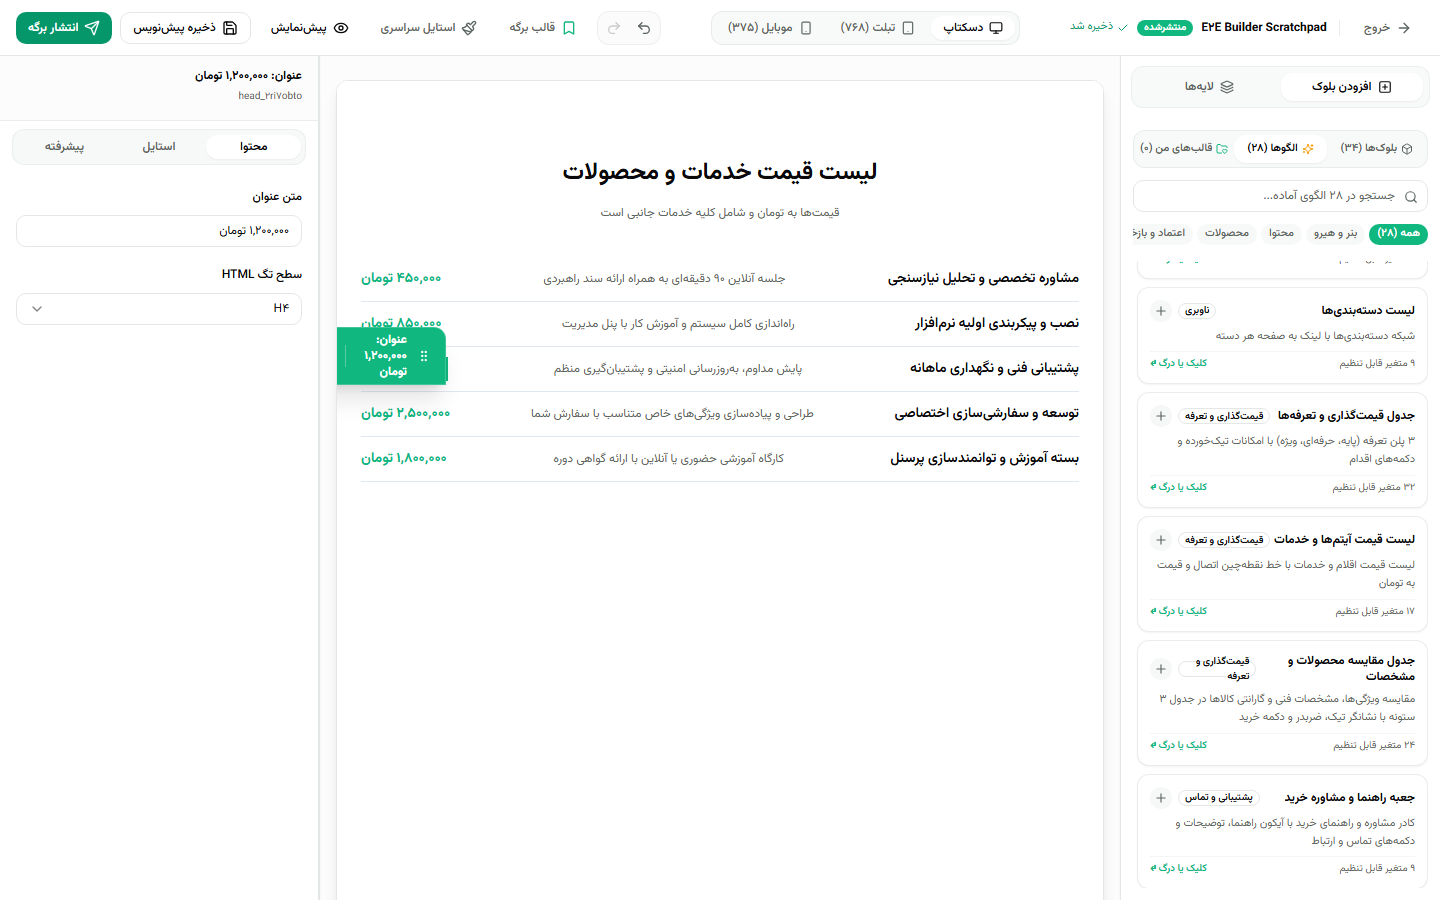 خروج
E۲E Builder Scratchpad
منتشرشده
ذخیره شد
دسکتاپ
تبلت (۷۶۸)
موبایل (۳۷۵)
قالب برگه
استایل سراسری
پیش‌نمایش
ذخیره پیش‌نویس
انتشار برگه
افزودن بلوک
لایه‌ها
بلوک‌ها (۳۴)
الگوها (۲۸)
قالب‌های من (۰)
جستجو در ۲۸ الگوی آماده...
همه (۲۸)
بنر و هیرو
محتوا
محصولات
اعتماد و بازخ
لیست دسته‌بندی‌ها
ناوبری
شبکه دسته‌بندی‌ها با لینک به صفحه هر دسته
۹ متغیر قابل تنظیم
کلیک یا درگ
جدول قیمت‌گذاری و تعرفه‌ها
قیمت‌گذاری و تعرفه
۳ پلن تعرفه (پایه، حرفه‌ای، ویژه) با امکانات تیک‌خورده و
دکمه‌های اقدام
۳۲ متغیر قابل تنظیم
کلیک یا درگ
لیست قیمت آیتم‌ها و خدمات
قیمت‌گذاری و تعرفه
لیست قیمت اقلام و خدمات با خط نقطه‌چین اتصال و قیمت
به تومان
۱۷ متغیر قابل تنظیم
کلیک یا درگ
جدول مقایسه محصولات و
مشخصات
قیمت‌گذاری و
تعرفه
مقایسه ویژگی‌ها، مشخصات فنی و گارانتی کالاها در جدول ۳
ستونه با نشانگر تیک، ضربدر و دکمه خرید
۲۴ متغیر قابل تنظیم
کلیک یا درگ
جعبه راهنما و مشاوره خرید
پشتیبانی و تماس
کادر مشاوره و راهنمای خرید با آیکون راهنما، توضیحات و
دکمه‌های تماس و ارتباط
۹ متغیر قابل تنظیم
کلیک یا درگ
لیست قیمت خدمات و محصولات
قیمت‌ها به تومان و شامل کلیه خدمات جانبی است
مشاوره تخصصی و تحلیل نیازسنجی
جلسه آنلاین ۹۰ دقیقه‌ای به همراه ارائه سند راهبردی
۴۵۰,۰۰۰ تومان
نصب و پیکربندی اولیه نرم‌افزار
راه‌اندازی کامل سیستم و آموزش کار با پنل مدیریت
۸۵۰,۰۰۰ تومان
پشتیبانی فنی و نگهداری ماهانه
پایش مداوم، به‌روزرسانی امنیتی و پشتیبان‌گیری منظم
عنوان:
۱,۲۰۰,۰۰۰
تومان
توسعه و سفارشی‌سازی اختصاصی
طراحی و پیاده‌سازی ویژگی‌های خاص متناسب با سفارش شما
۲,۵۰۰,۰۰۰ تومان
بسته آموزش و توانمندسازی پرسنل
کارگاه آموزشی حضوری یا آنلاین با ارائه گواهی دوره
۱,۸۰۰,۰۰۰ تومان
عنوان: ۱,۲۰۰,۰۰۰ تومان
head_۲ri۷obto
محتوا
استایل
پیشرفته
متن عنوان
۱,۲۰۰,۰۰۰ تومان
سطح تگ HTML
H۴